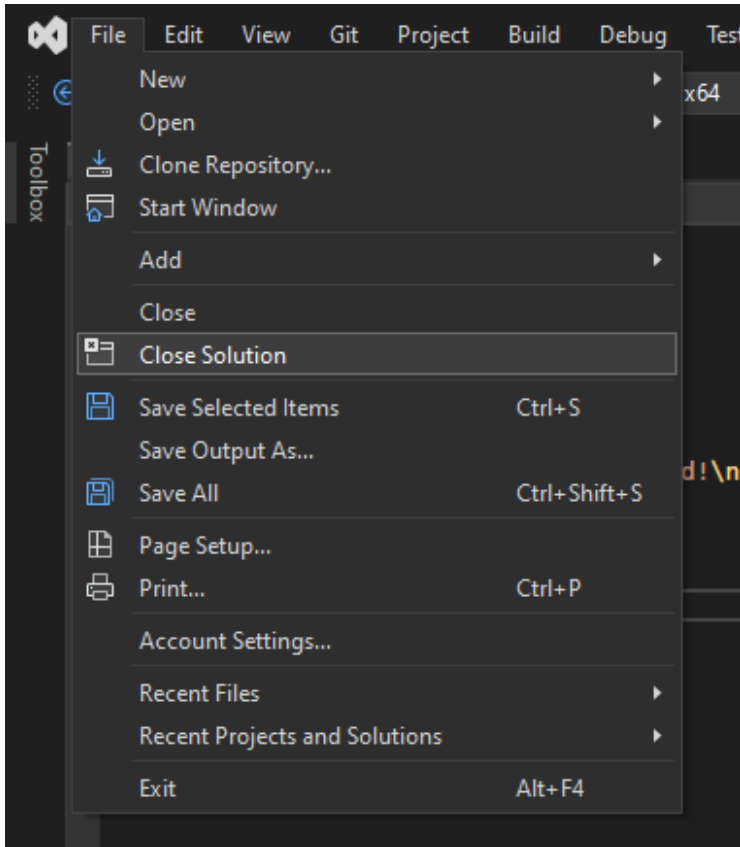 File Edit View Git Project Build Debug Test
x64
Toolbox
New
Open
Clone Repository...
Start Window
Add
Close
Close Solution
Save Selected Items Ctrl+S
Save Output As...
d!\n
Save All Ctrl+Shift+S
Page Setup...
Print... Ctrl+P
Account Settings...
Recent Files
Recent Projects and Solutions
Exit Alt+F4